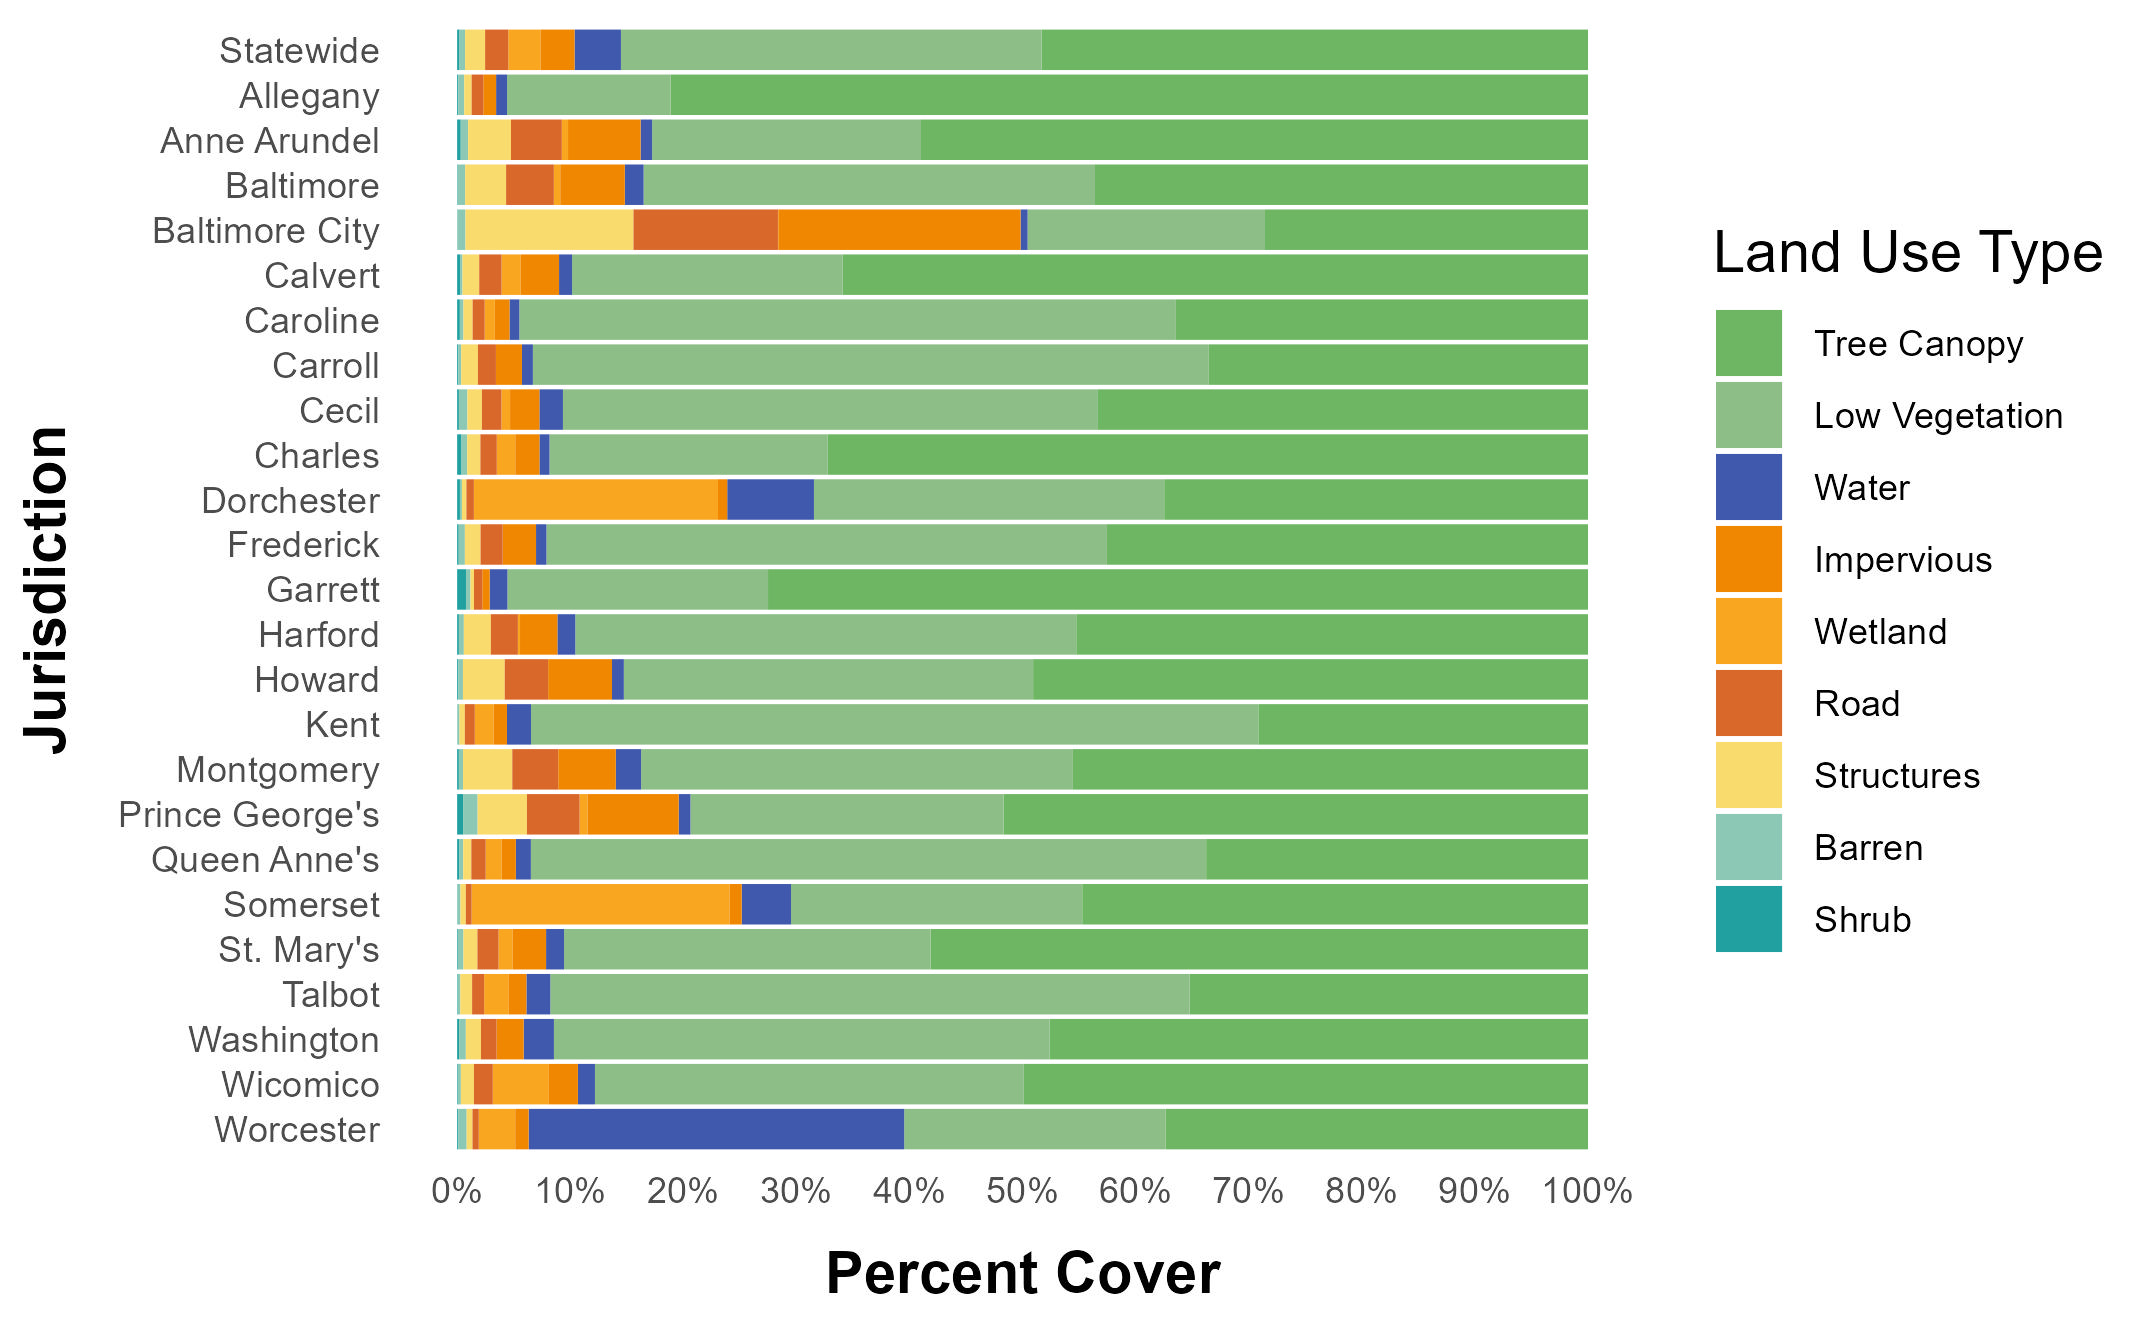 Statewide
Allegany
Anne Arundel
Baltimore
Baltimore City
Calvert
Caroline
Carroll
Cecil
Charles
Dorchester
Frederick
Garrett
Harford
Howard
Kent
Montgomery
Prince George's
Queen Anne's
Somerset
St. Mary's
Talbot
Washington
Wicomico
Worcester
Jurisdiction
0% 10% 20% 30% 40% 50% 60% 70% 80% 90% 100%
Percent Cover
Land Use Type
Tree Canopy
Low Vegetation
Water
Impervious
Wetland
Road
Structures
Barren
Shrub